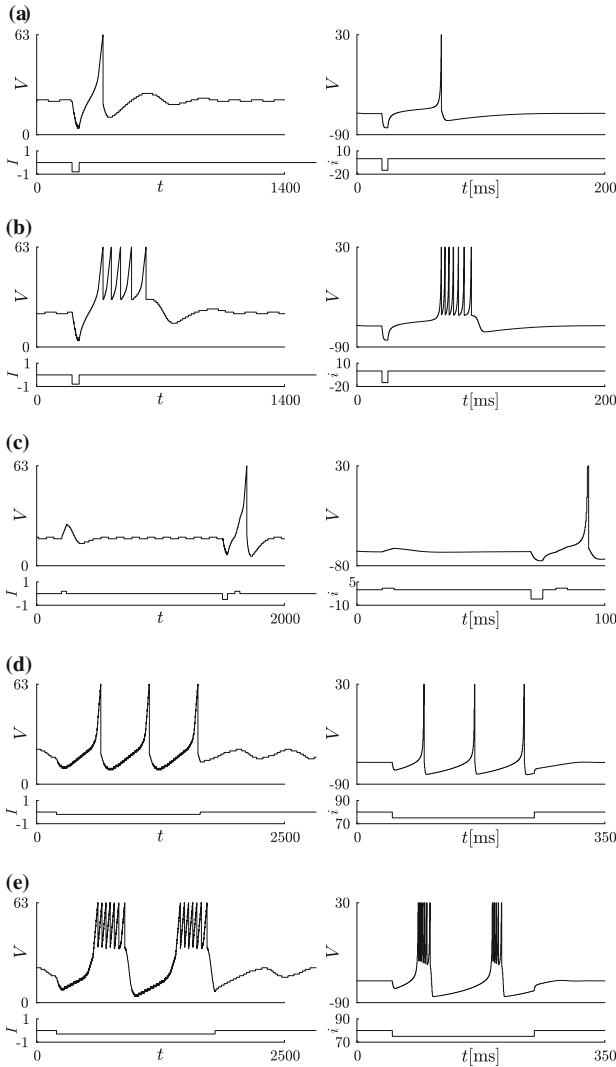 (a)
63
V
0
1
I
-1
0
t
1400
30
V
-90
10
i
-20
0
t[ms]
200
(b)
63
V
0
1
I
-1
0
t
1400
30
V
-90
10
i
-20
0
t[ms]
200
(c)
63
V
0
1
I
-1
0
t
2000
30
V
-80
5
i
-10
0
t[ms]
100
(d)
63
V
0
1
I
-1
0
t
2500
30
V
-90
90
i
70
0
t[ms]
350
(e)
63
V
0
1
I
-1
0
t
2500
30
V
-90
90
i
70
0
t[ms]
350